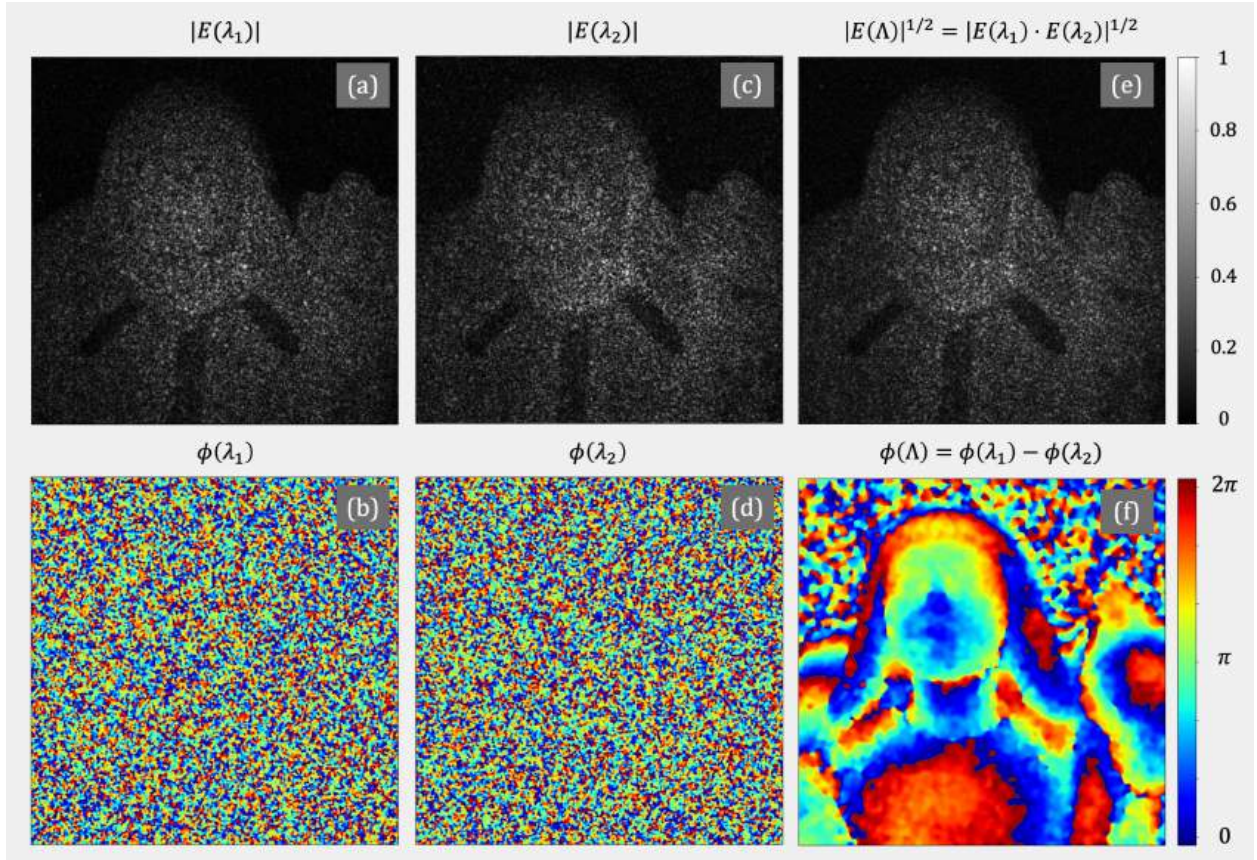 |E(λ₁)|
|E(λ₂)|
|E(Λ)|^{1/2} = |E(λ₁) · E(λ₂)|^{1/2}
(a)
(c)
(e)
1
0.8
0.6
0.4
0.2
0
ϕ(λ₁)
ϕ(λ₂)
ϕ(Λ) = ϕ(λ₁) − ϕ(λ₂)
(b)
(d)
(f)
2π
π
0